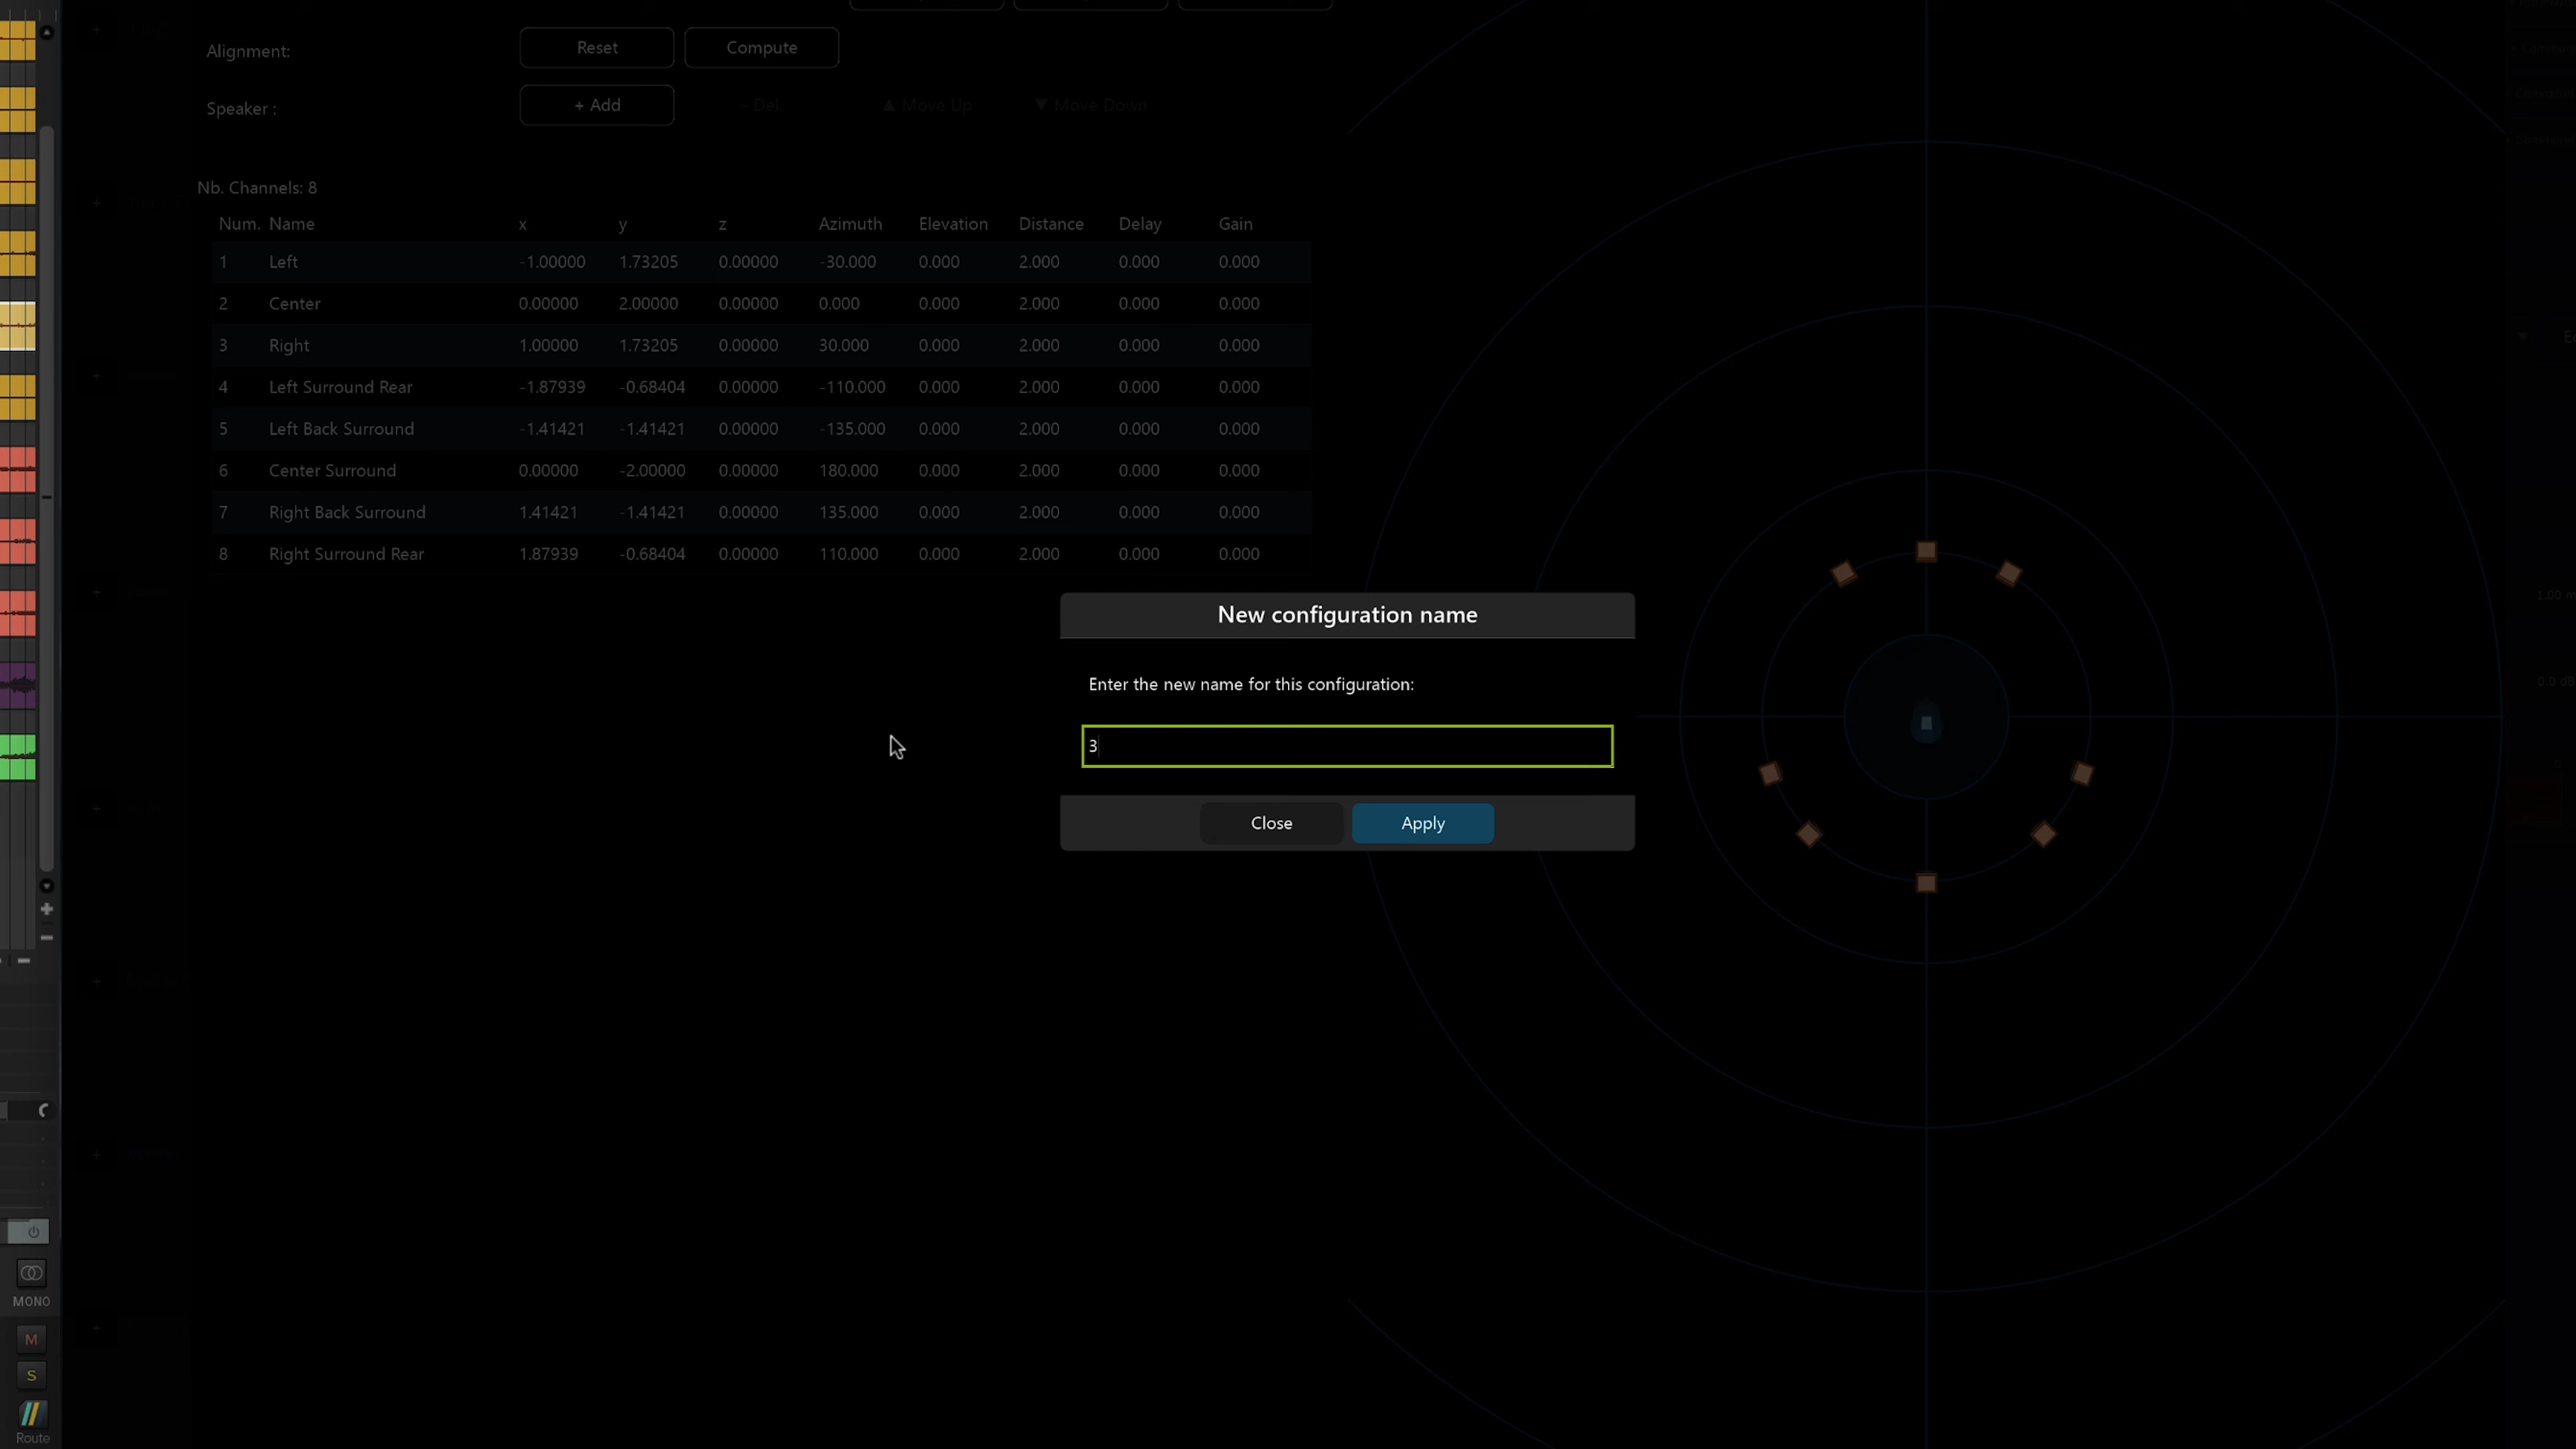 Alignment:
Reset
Compute
Speaker :
+ Add
- Del.
▲ Move Up
▼ Move Down
Nb. Channels: 8
Num. Name x y z Azimuth Elevation Distance Delay Gain
1 Left -1.00000 1.73205 0.00000 -30.000 0.000 2.000 0.000 0.000
2 Center 0.00000 2.00000 0.00000 0.000 0.000 2.000 0.000 0.000
3 Right 1.00000 1.73205 0.00000 30.000 0.000 2.000 0.000 0.000
4 Left Surround Rear -1.87939 -0.68404 0.00000 -110.000 0.000 2.000 0.000 0.000
5 Left Back Surround -1.41421 -1.41421 0.00000 -135.000 0.000 2.000 0.000 0.000
6 Center Surround 0.00000 -2.00000 0.00000 180.000 0.000 2.000 0.000 0.000
7 Right Back Surround 1.41421 -1.41421 0.00000 135.000 0.000 2.000 0.000 0.000
8 Right Surround Rear 1.87939 -0.68404 0.00000 110.000 0.000 2.000 0.000 0.000
New configuration name
Enter the new name for this configuration:
3
Close
Apply
0.0 dB
MONO
M
S
Route